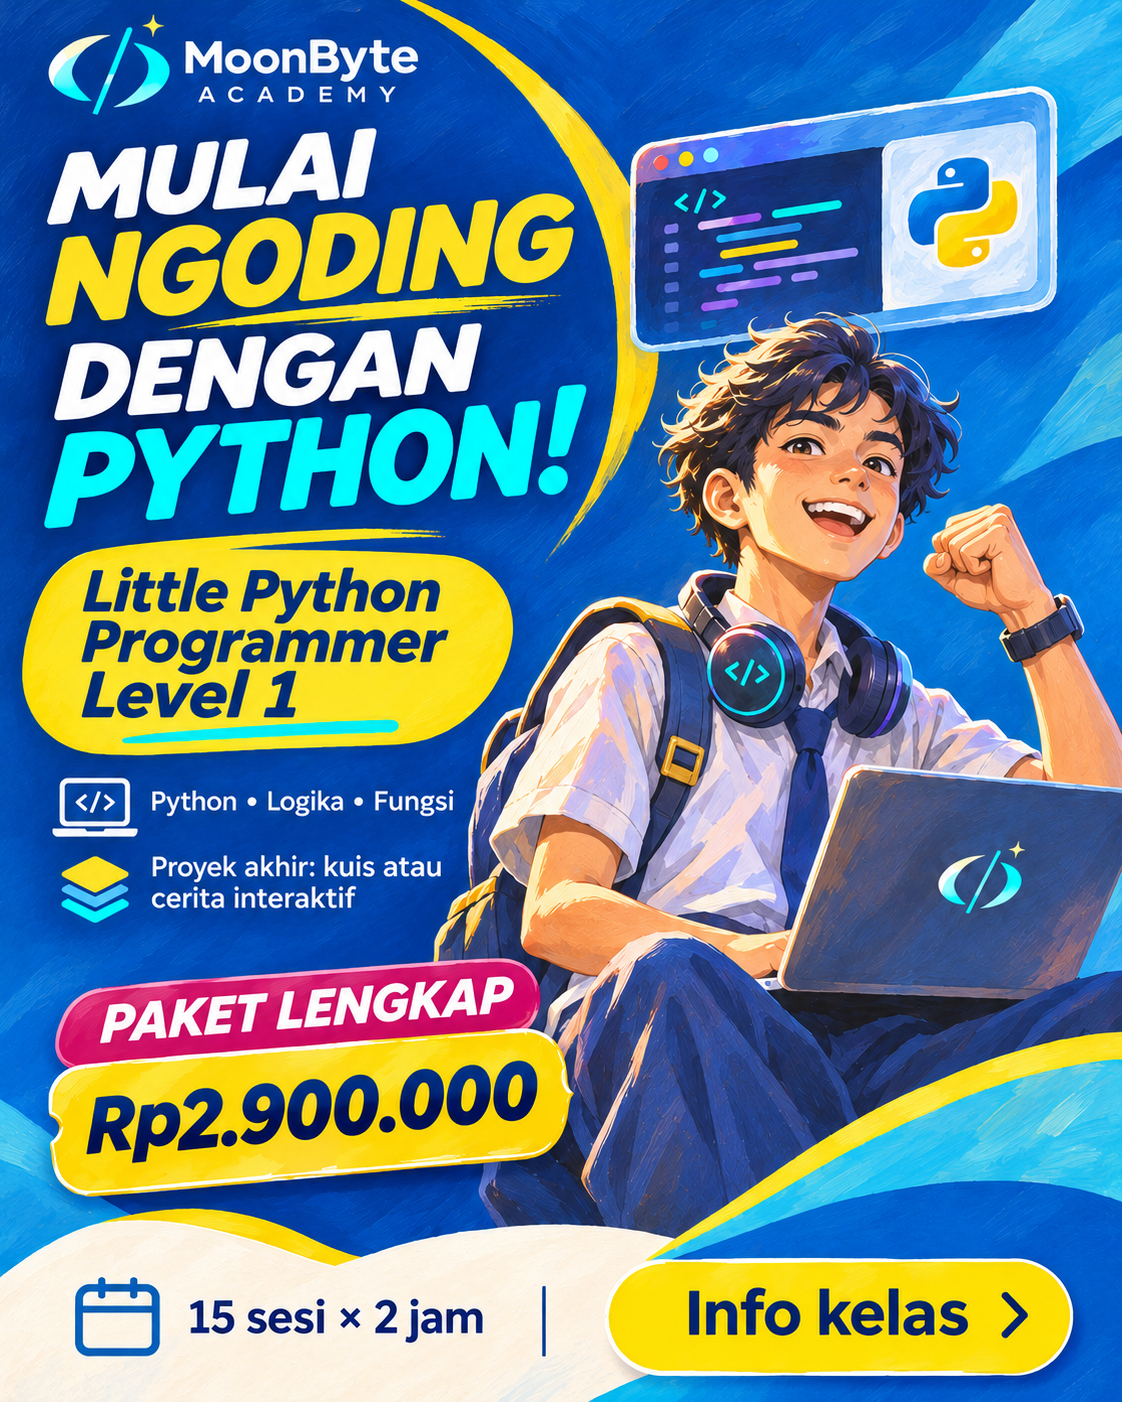 MoonByte
ACADEMY
MULAI
NGODING
DENGAN
PYTHON!
</>
Little Python
Programmer
Level 1
</>
Python • Logika • Fungsi
Proyek akhir: kuis atau
cerita interaktif
</>
PAKET LENGKAP
Rp2.900.000
15 sesi × 2 jam
Info kelas